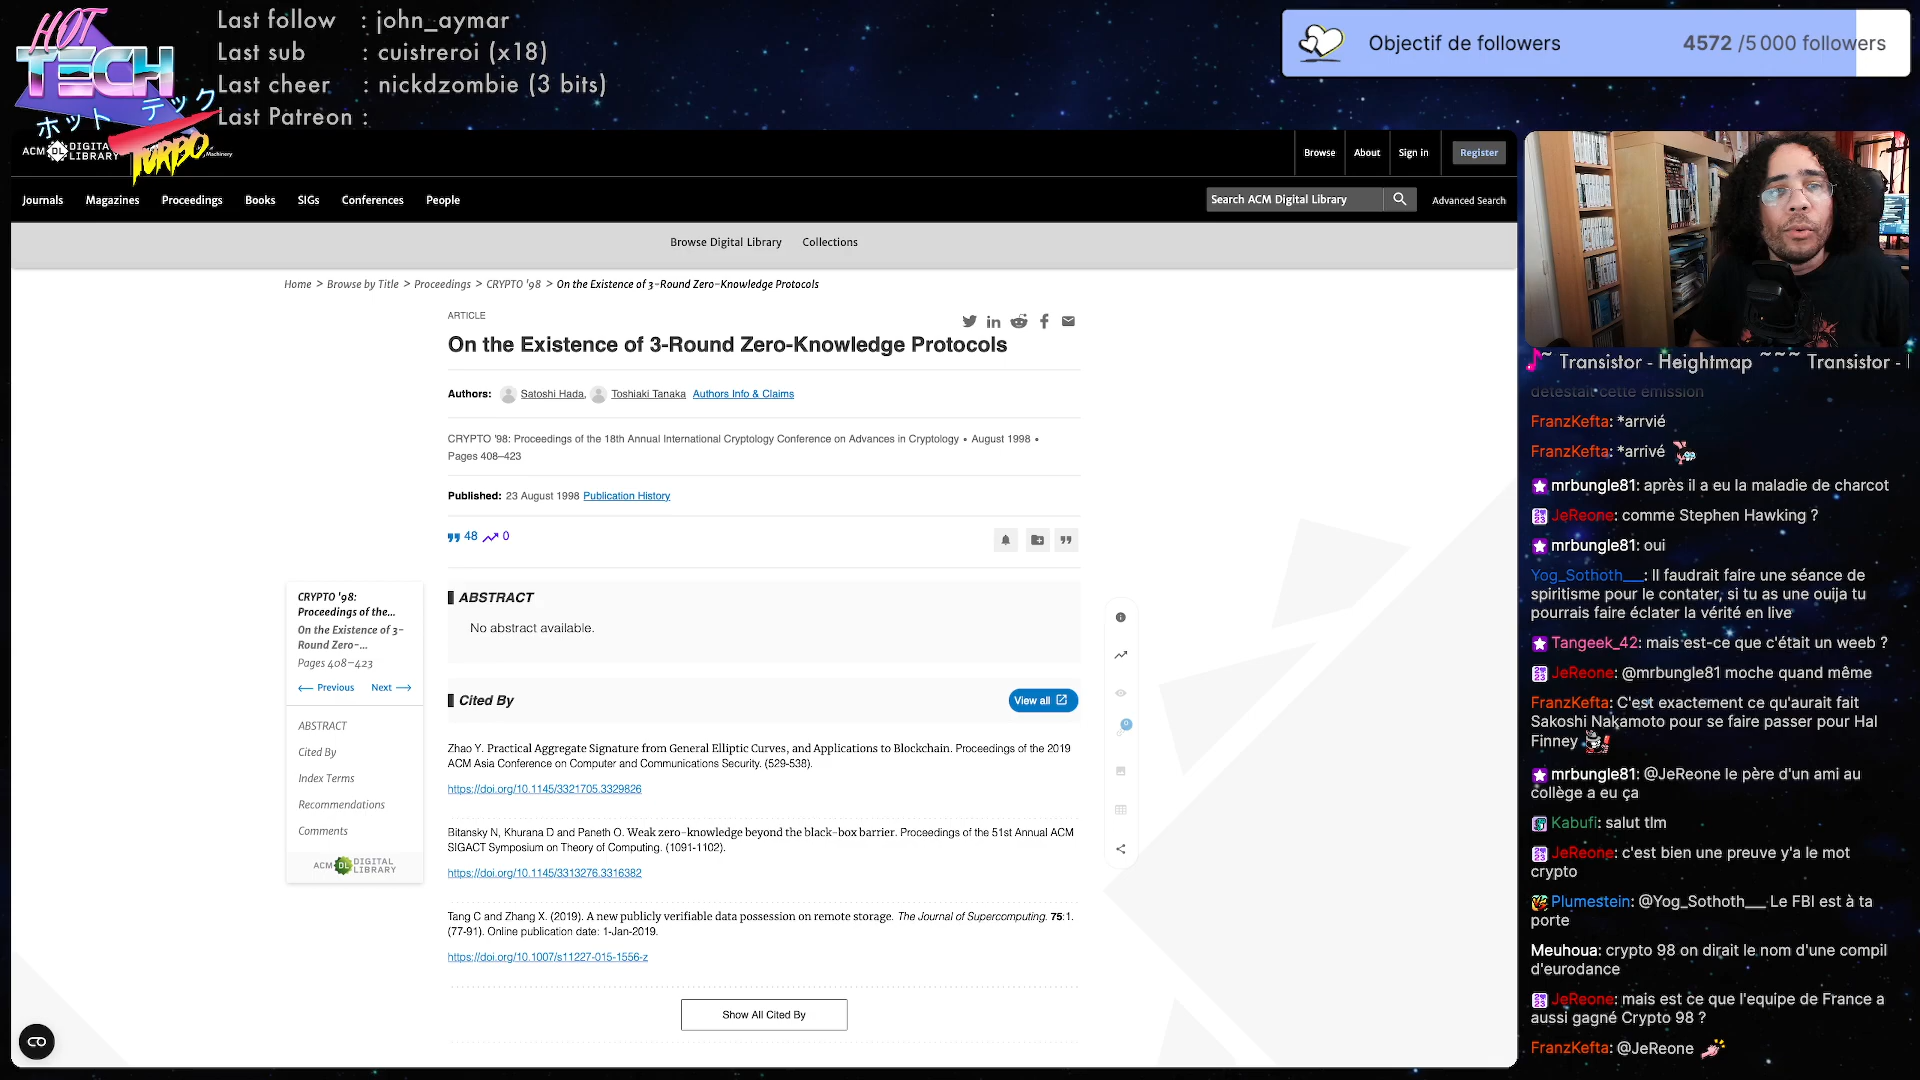 HOT
TECH
ホット テック
TURBO
Last follow : john_aymar
Last sub : cuistreroi (x18)
Last cheer : nickdzombie (3 bits)
Last Patreon :
Objectif de followers 4572 /5 000 followers
ACM DL DIGITAL LIBRARY
Machinery
Browse About Sign in Register
Journals Magazines Proceedings Books SIGs Conferences People
Search ACM Digital Library Advanced Search
Browse Digital Library Collections
Home > Browse by Title > Proceedings > CRYPTO '98 > On the Existence of 3-Round Zero-Knowledge Protocols
ARTICLE
On the Existence of 3-Round Zero-Knowledge Protocols
Authors: Satoshi Hada, Toshiaki Tanaka Authors Info & Claims
CRYPTO '98: Proceedings of the 18th Annual International Cryptology Conference on Advances in Cryptology • August 1998 •
Pages 408–423
Published: 23 August 1998 Publication History
48 0
CRYPTO '98:
Proceedings of the...
On the Existence of 3-
Round Zero-...
Pages 408–423
Previous Next
ABSTRACT
Cited By
Index Terms
Recommendations
Comments
ACM DL DIGITAL LIBRARY
ABSTRACT
No abstract available.
Cited By
View all
Zhao Y. Practical Aggregate Signature from General Elliptic Curves, and Applications to Blockchain. Proceedings of the 2019
ACM Asia Conference on Computer and Communications Security. (529-538).
https://doi.org/10.1145/3321705.3329826
Bitansky N, Khurana D and Paneth O. Weak zero-knowledge beyond the black-box barrier. Proceedings of the 51st Annual ACM
SIGACT Symposium on Theory of Computing. (1091-1102).
https://doi.org/10.1145/3313276.3316382
Tang C and Zhang X. (2019). A new publicly verifiable data possession on remote storage. The Journal of Supercomputing. 75:1.
(77-91). Online publication date: 1-Jan-2019.
https://doi.org/10.1007/s11227-015-1556-z
Show All Cited By
0
~ Transistor - Heightmap ~~~ Transistor -
détestait cette émission
FranzKefta: *arrvié
FranzKefta: *arrivé
mrbungle81: après il a eu la maladie de charcot
JeReone: comme Stephen Hawking ?
mrbungle81: oui
Yog_Sothoth___: Il faudrait faire une séance de
spiritisme pour le contater, si tu as une ouija tu
pourrais faire éclater la vérité en live
Tangeek_42: mais est-ce que c'était un weeb ?
JeReone: @mrbungle81 moche quand même
FranzKefta: C'est exactement ce qu'aurait fait
Sakoshi Nakamoto pour se faire passer pour Hal
Finney
mrbungle81: @JeReone le père d'un ami au
collège a eu ça
Kabufi: salut tlm
JeReone: c'est bien une preuve y'a le mot
crypto
Plumestein: @Yog_Sothoth___ Le FBI est à ta
porte
Meuhoua: crypto 98 on dirait le nom d'une compil
d'eurodance
JeReone: mais est ce que l'equipe de France a
aussi gagné Crypto 98 ?
FranzKefta: @JeReone